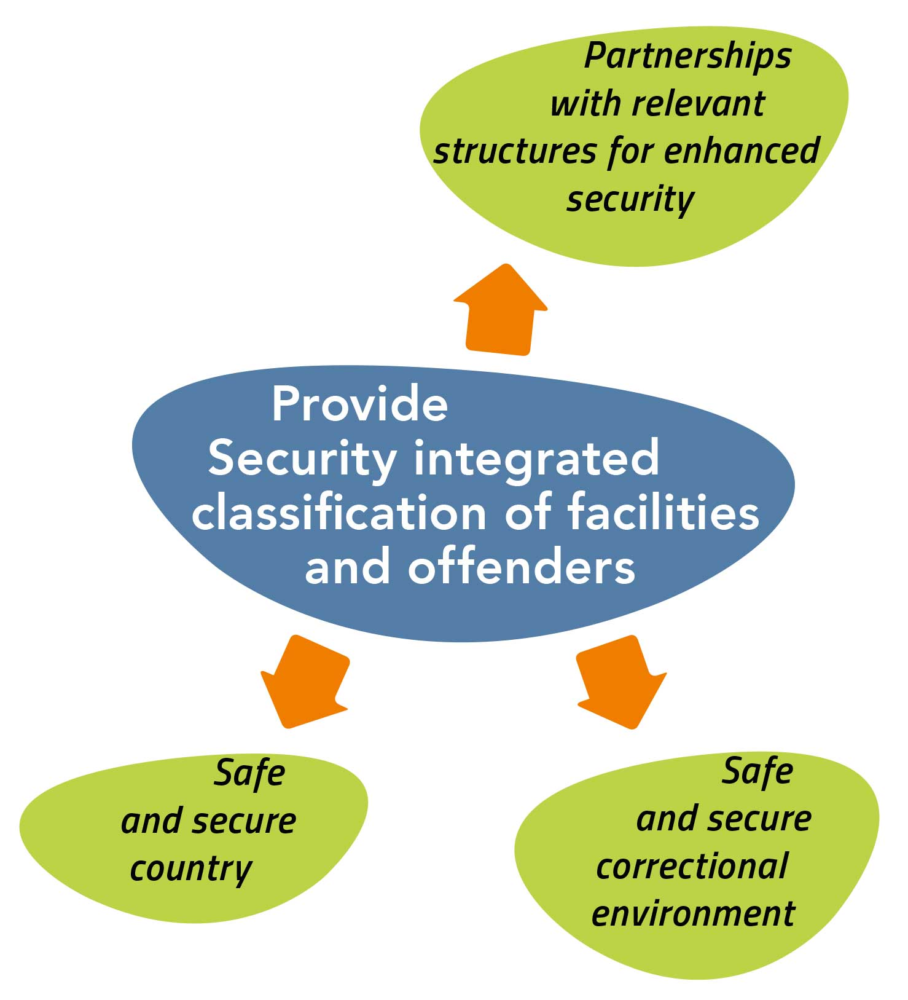 Partnerships
with relevant
structures for enhanced
security
Provide
Security integrated
classification of facilities
and offenders
Safe
and secure
country
Safe
and secure
correctional
environment